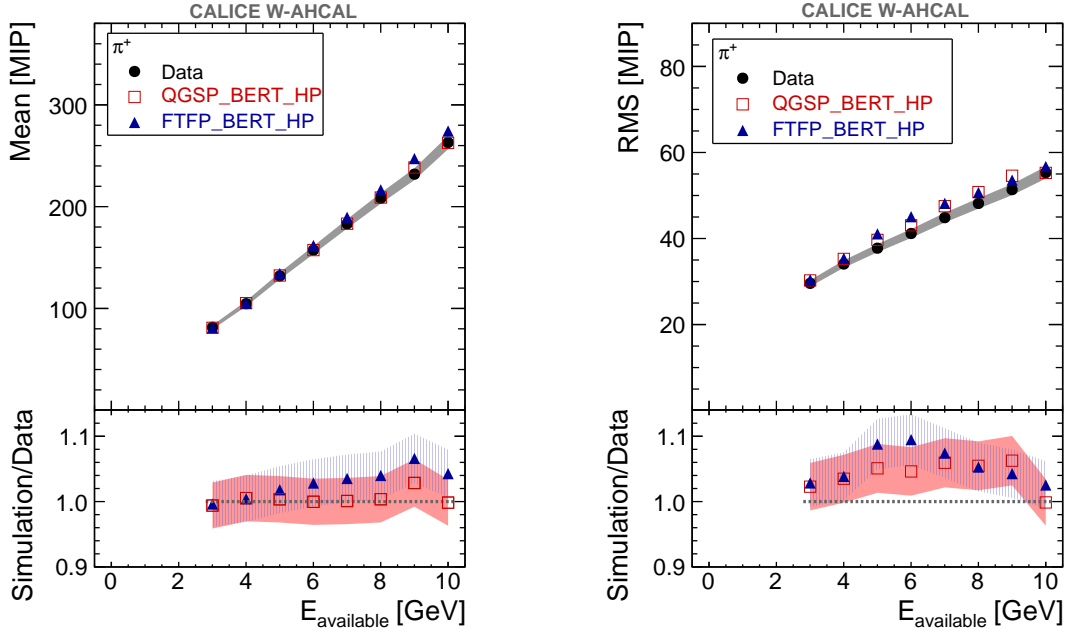 CALICE W-AHCAL
Mean [MIP]
π+
Data
QGSP_BERT_HP
FTFP_BERT_HP
300
200
100
Simulation/Data
1.1
1.0
0.9
0 2 4 6 8 10
E_available [GeV]
CALICE W-AHCAL
RMS [MIP]
π+
Data
QGSP_BERT_HP
FTFP_BERT_HP
80
60
40
20
Simulation/Data
1.1
1.0
0.9
0 2 4 6 8 10
E_available [GeV]